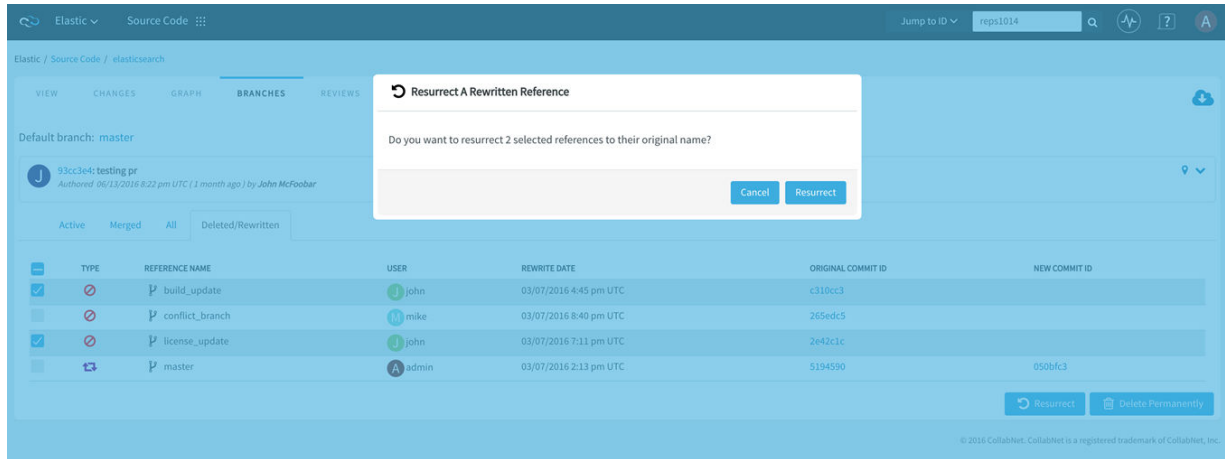 Elastic Source Code Jump to ID reps1014 ? A
Elastic / Source Code / elasticsearch
VIEW CHANGES GRAPH BRANCHES REVIEWS
Resurrect A Rewritten Reference
Do you want to resurrect 2 selected references to their original name?
Cancel Resurrect
Default branch: master
J 93cc3e4: testing pr
Authored 06/13/2016 8:22 pm UTC ( 1 month ago ) by John McFoobar
Active Merged All Deleted/Rewritten
TYPE REFERENCE NAME USER REWRITE DATE ORIGINAL COMMIT ID NEW COMMIT ID
build_update J john 03/07/2016 4:45 pm UTC c310cc3
conflict_branch M mike 03/07/2016 8:40 pm UTC 265edc5
license_update J john 03/07/2016 7:11 pm UTC 2e42c1c
master A admin 03/07/2016 2:13 pm UTC 5194590 050bfc3
Resurrect Delete Permanently
© 2016 CollabNet. CollabNet is a registered trademark of CollabNet, Inc.